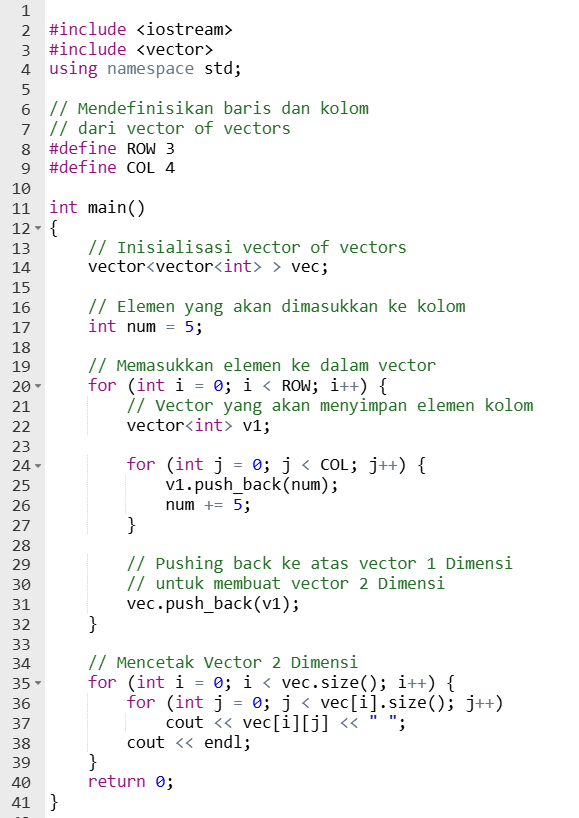 1
2 #include <iostream>
3 #include <vector>
4 using namespace std;
5
6 // Mendefinisikan baris dan kolom
7 // dari vector of vectors
8 #define ROW 3
9 #define COL 4
10
11 int main()
12 {
13     // Inisialisasi vector of vectors
14     vector<vector<int> > vec;
15
16     // Elemen yang akan dimasukkan ke kolom
17     int num = 5;
18
19     // Memasukkan elemen ke dalam vector
20     for (int i = 0; i < ROW; i++) {
21         // Vector yang akan menyimpan elemen kolom
22         vector<int> v1;
23
24         for (int j = 0; j < COL; j++) {
25             v1.push_back(num);
26             num += 5;
27         }
28
29         // Pushing back ke atas vector 1 Dimensi
30         // untuk membuat vector 2 Dimensi
31         vec.push_back(v1);
32     }
33
34     // Mencetak Vector 2 Dimensi
35     for (int i = 0; i < vec.size(); i++) {
36         for (int j = 0; j < vec[i].size(); j++)
37             cout << vec[i][j] << " ";
38         cout << endl;
39     }
40     return 0;
41 }